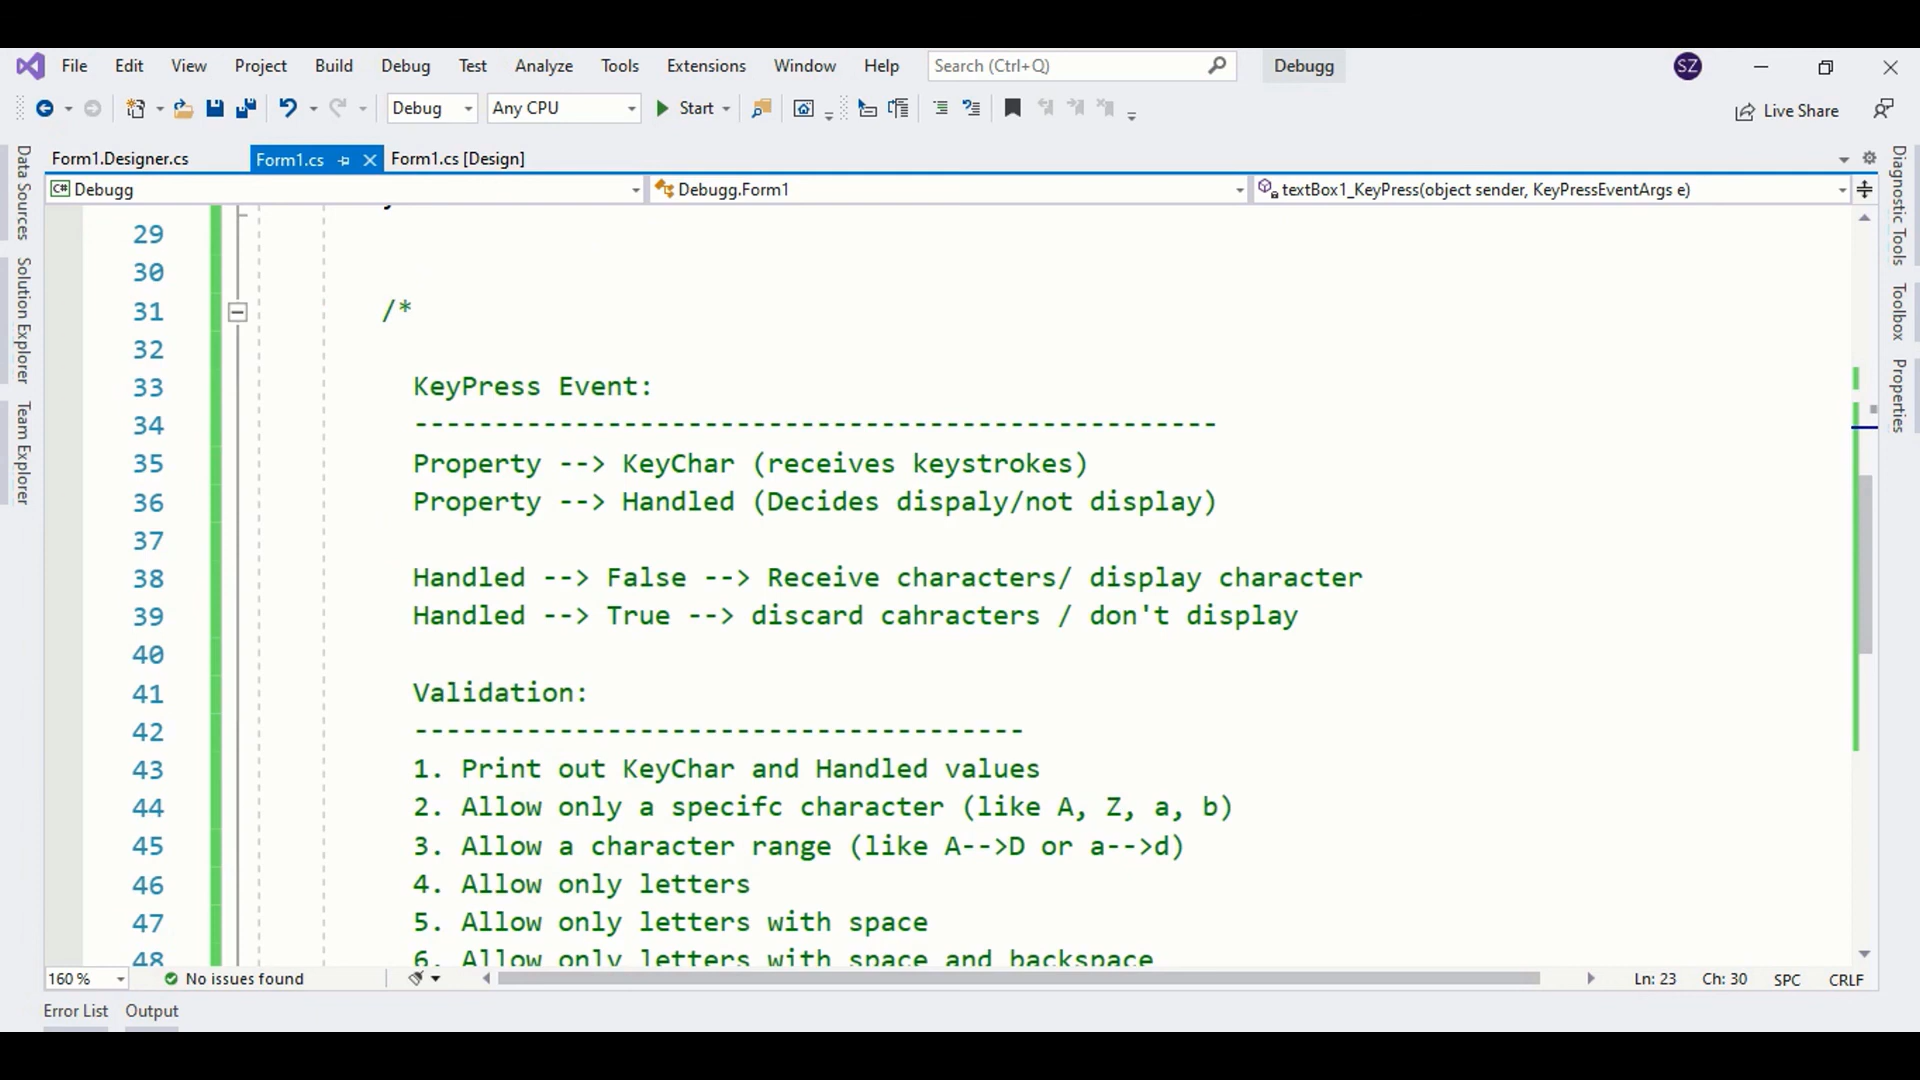 File Edit View Project Build Debug Test Analyze Tools Extensions Window Help Search (Ctrl+Q) Debugg SZ
Debug Any CPU Start Live Share
Form1.Designer.cs Form1.cs Form1.cs [Design]
C# Debugg Debugg.Form1 textBox1_KeyPress(object sender, KeyPressEventArgs e)
Data Sources
Solution Explorer
Team Explorer
29
30
31 /*
32
33 KeyPress Event:
34 --------------------------------------------------
35 Property --> KeyChar (receives keystrokes)
36 Property --> Handled (Decides dispaly/not display)
37
38 Handled --> False --> Receive characters/ display character
39 Handled --> True --> discard cahracters / don't display
40
41 Validation:
42 --------------------------------------
43 1. Print out KeyChar and Handled values
44 2. Allow only a specifc character (like A, Z, a, b)
45 3. Allow a character range (like A-->D or a-->d)
46 4. Allow only letters
47 5. Allow only letters with space
48 6. Allow only letters with space and backspace
Diagnostic Tools
Toolbox
Properties
160 % No issues found Ln: 23 Ch: 30 SPC CRLF
Error List Output